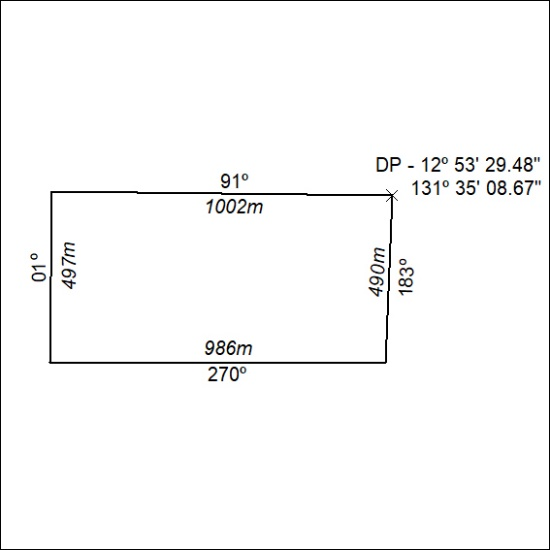 DP - 12º 53' 29.48"
131º 35' 08.67"
91º
1002m
01º
497m
490m
183º
986m
270º